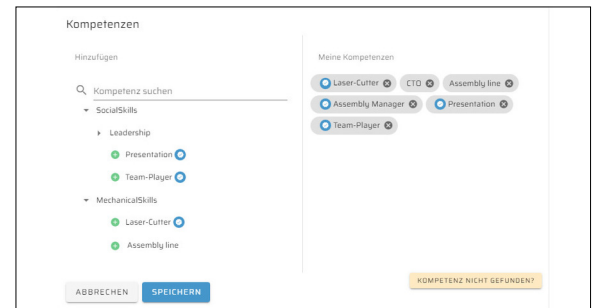 Kompetenzen
Hinzufügen
Kompetenz suchen
SocialSkills
Leadership
Presentation
Team-Player
MechanicalSkills
Laser-Cutter
Assembly line
ABBRECHEN SPEICHERN
Meine Kompetenzen
Laser-Cutter CTO Assembly line
Assembly Manager Presentation
Team-Player
KOMPETENZ NICHT GEFUNDEN?